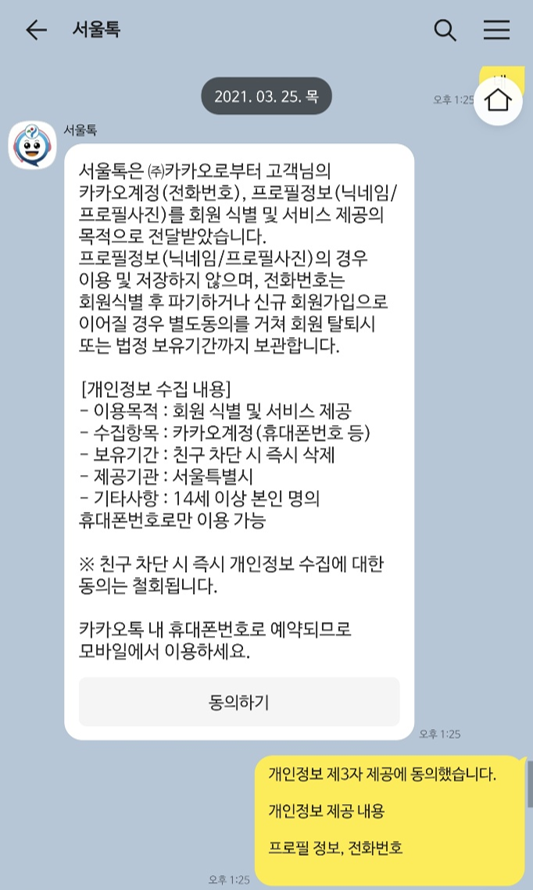 서울톡
2021. 03. 25. 목
오후 1:25
서울톡
서울톡은 ㈜카카오로부터 고객님의
카카오계정(전화번호), 프로필정보(닉네임/
프로필사진)를 회원 식별 및 서비스 제공의
목적으로 전달받았습니다.
프로필정보(닉네임/프로필사진)의 경우
이용 및 저장하지 않으며, 전화번호는
회원식별 후 파기하거나 신규 회원가입으로
이어질 경우 별도동의를 거쳐 회원 탈퇴시
또는 법정 보유기간까지 보관합니다.
[개인정보 수집 내용]
- 이용목적 : 회원 식별 및 서비스 제공
- 수집항목 : 카카오계정(휴대폰번호 등)
- 보유기간 : 친구 차단 시 즉시 삭제
- 제공기관 : 서울특별시
- 기타사항 : 14세 이상 본인 명의
휴대폰번호로만 이용 가능
※ 친구 차단 시 즉시 개인정보 수집에 대한
동의는 철회됩니다.
카카오톡 내 휴대폰번호로 예약되므로
모바일에서 이용하세요.
동의하기
오후 1:25
개인정보 제3자 제공에 동의했습니다.
개인정보 제공 내용
프로필 정보, 전화번호
오후 1:25